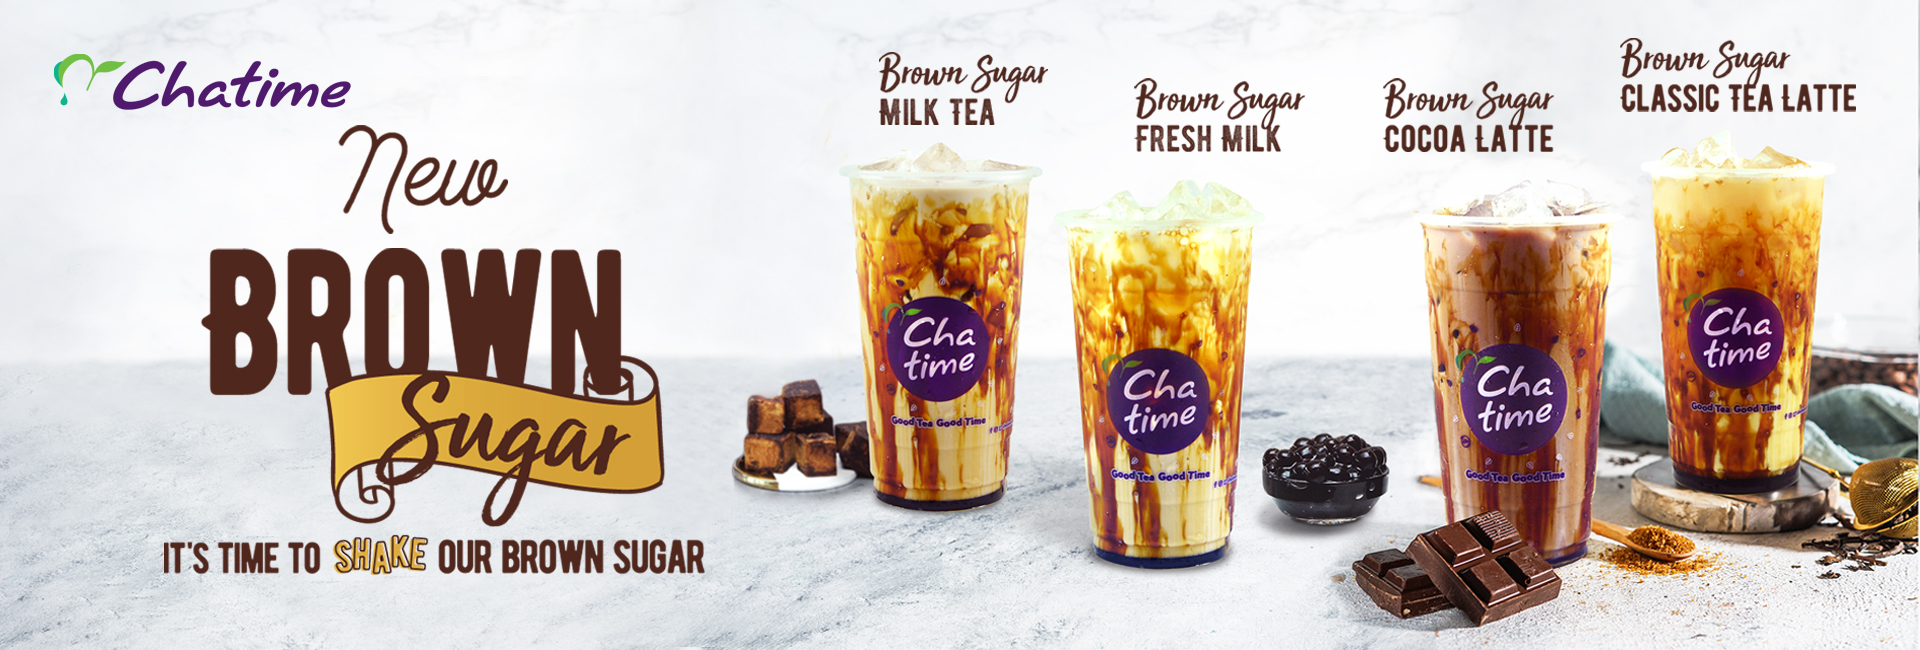 Chatime
New
BROWN
Sugar
IT'S TIME TO SHAKE OUR BROWN SUGAR
Brown Sugar
MILK TEA
Brown Sugar
FRESH MILK
Brown Sugar
COCOA LATTE
Brown Sugar
CLASSIC TEA LATTE
Cha
time
Good Tea Good Time
Cha
time
Good Tea Good Time
Cha
time
Good Tea Good Time
Cha
time
Good Tea Good Time